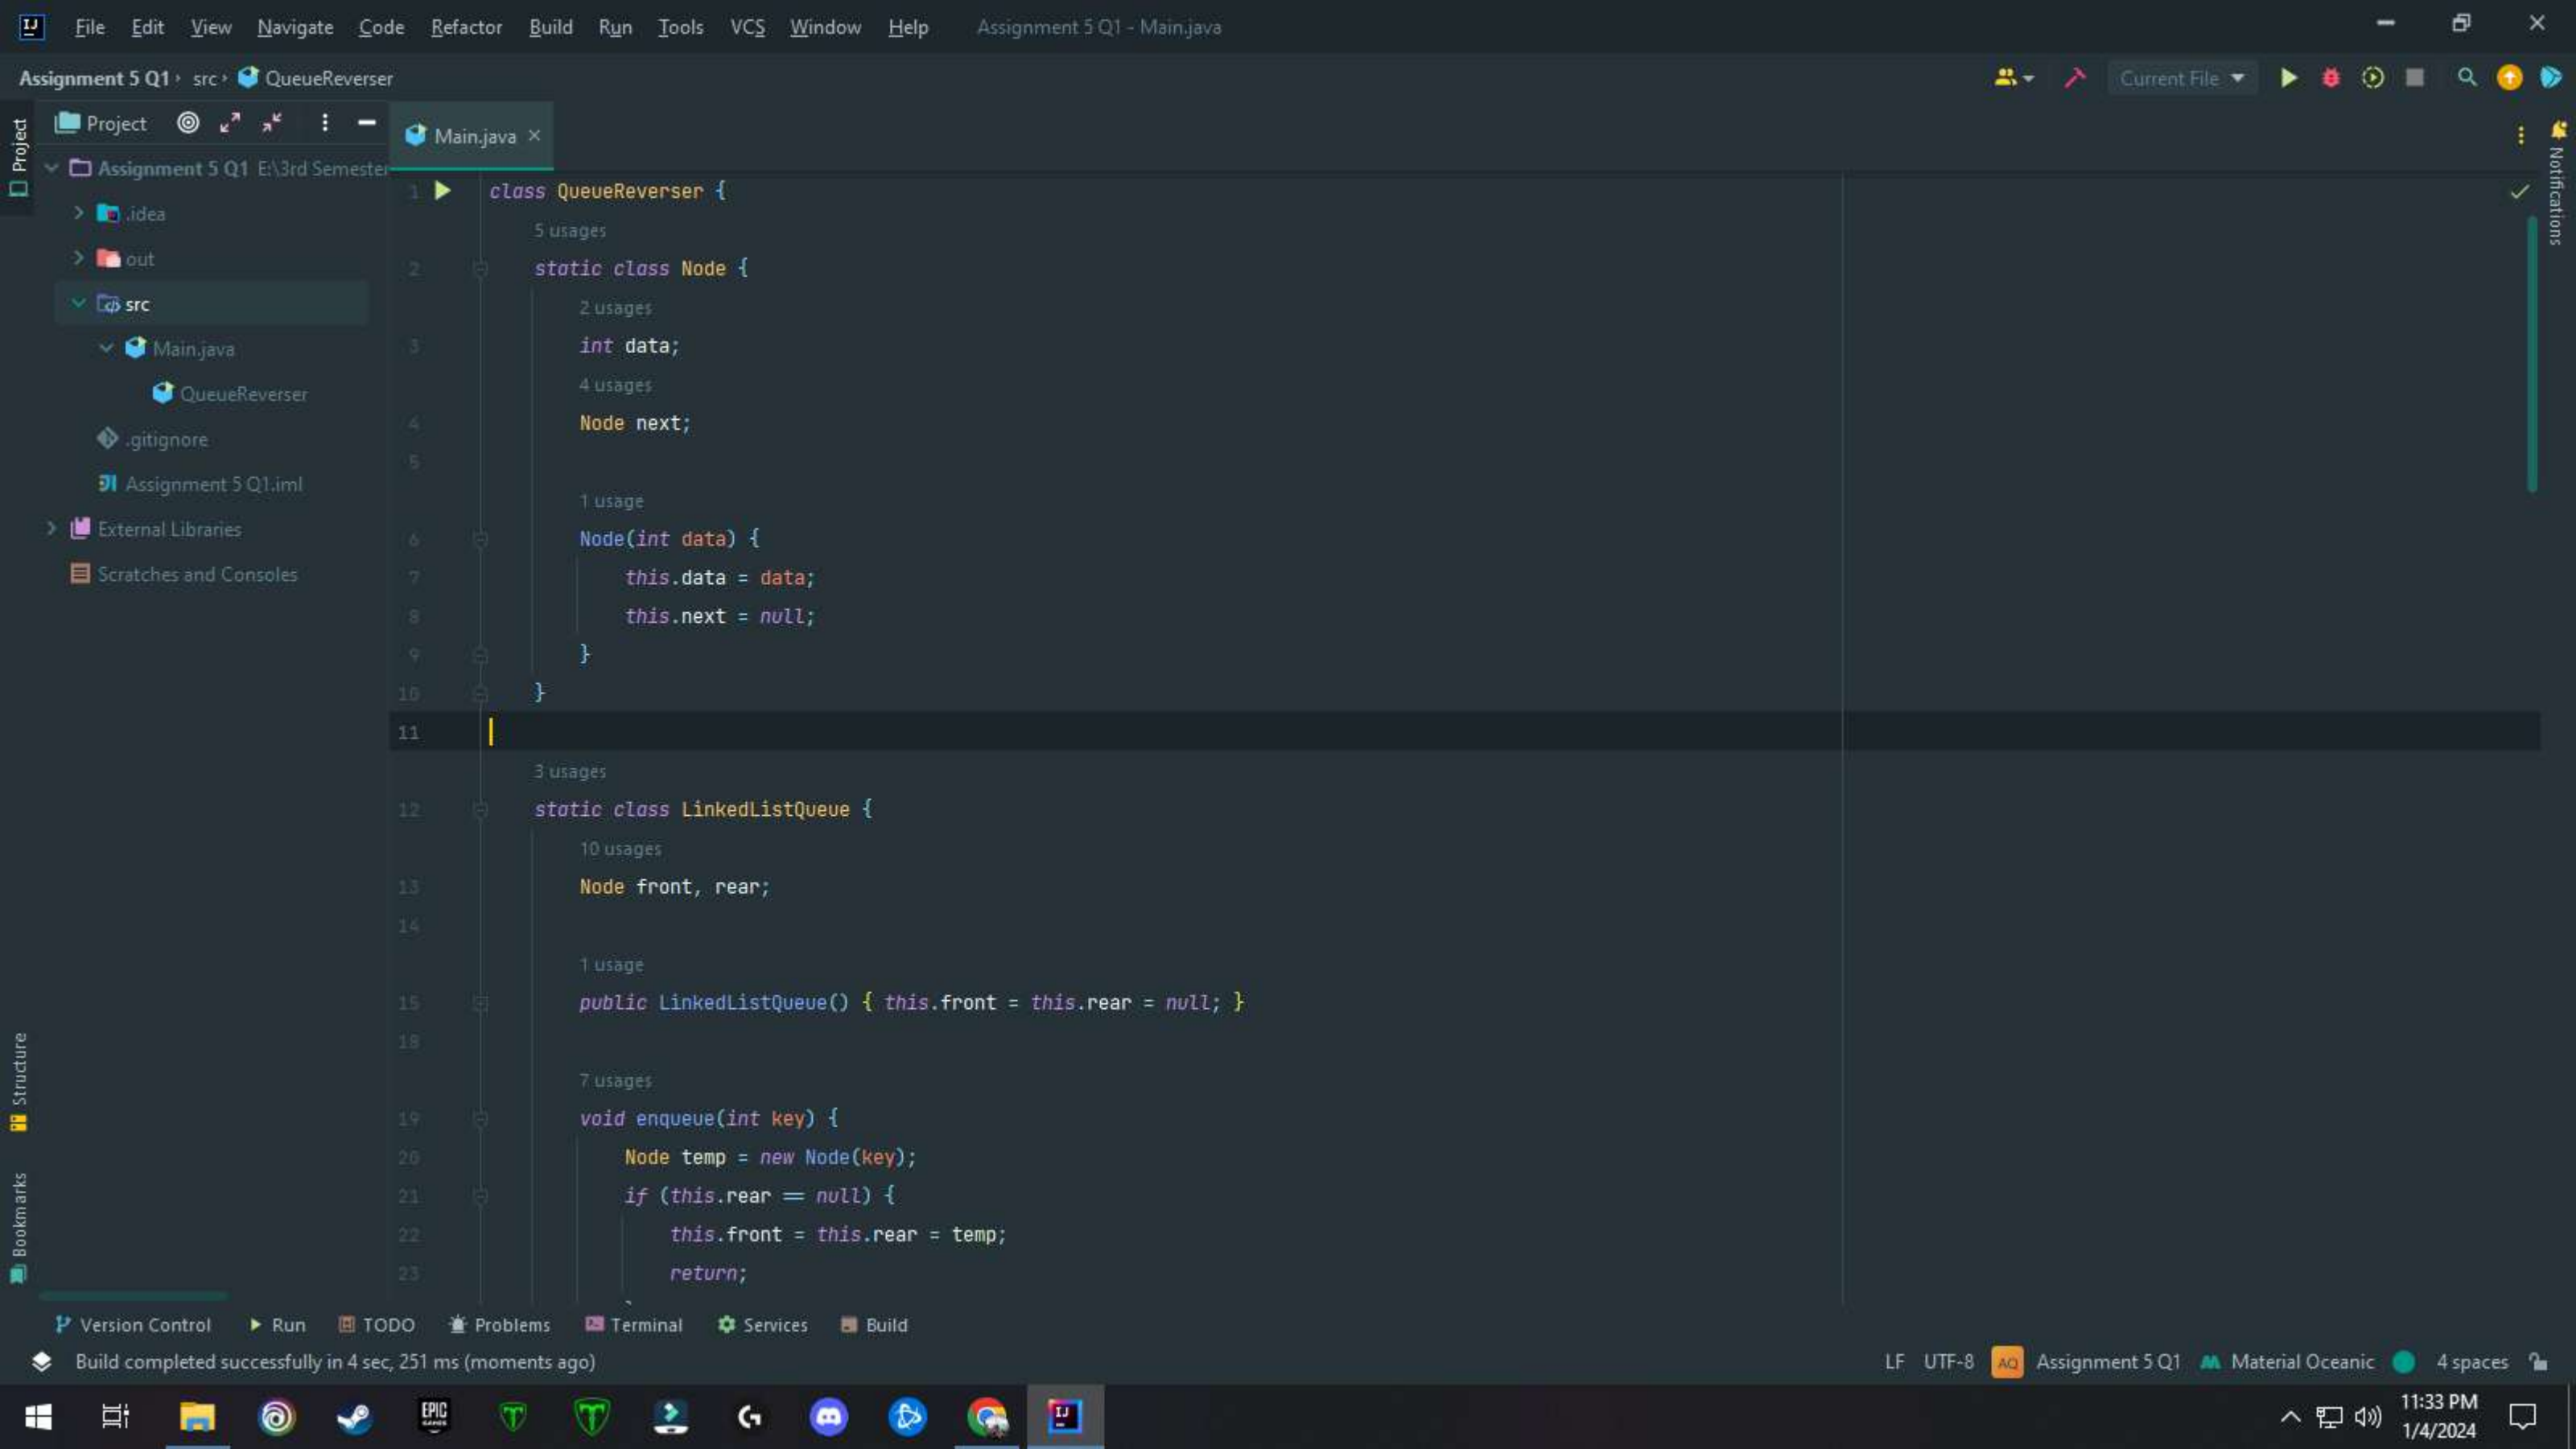 File Edit View Navigate Code Refactor Build Run Tools VCS Window Help Assignment 5 Q1 - Main.java
Assignment 5 Q1 src QueueReverser
Current File
Project
Project
Main.java
Notifications
Assignment 5 Q1 E:\3rd Semester
.idea
out
src
Main.java
QueueReverser
.gitignore
Assignment 5 Q1.iml
External Libraries
Scratches and Consoles
1 class QueueReverser {
5 usages
2 static class Node {
2 usages
3 int data;
4 usages
4 Node next;
5
1 usage
6 Node(int data) {
7 this.data = data;
8 this.next = null;
9 }
10 }
11
3 usages
12 static class LinkedListQueue {
10 usages
13 Node front, rear;
14
1 usage
15 public LinkedListQueue() { this.front = this.rear = null; }
18
7 usages
19 void enqueue(int key) {
20 Node temp = new Node(key);
21 if (this.rear == null) {
22 this.front = this.rear = temp;
23 return;
Structure
Bookmarks
Version Control Run TODO Problems Terminal Services Build
Build completed successfully in 4 sec, 251 ms (moments ago)
LF UTF-8 AQ Assignment 5 Q1 Material Oceanic 4 spaces
EPIC GAMES
IJ
11:33 PM
1/4/2024